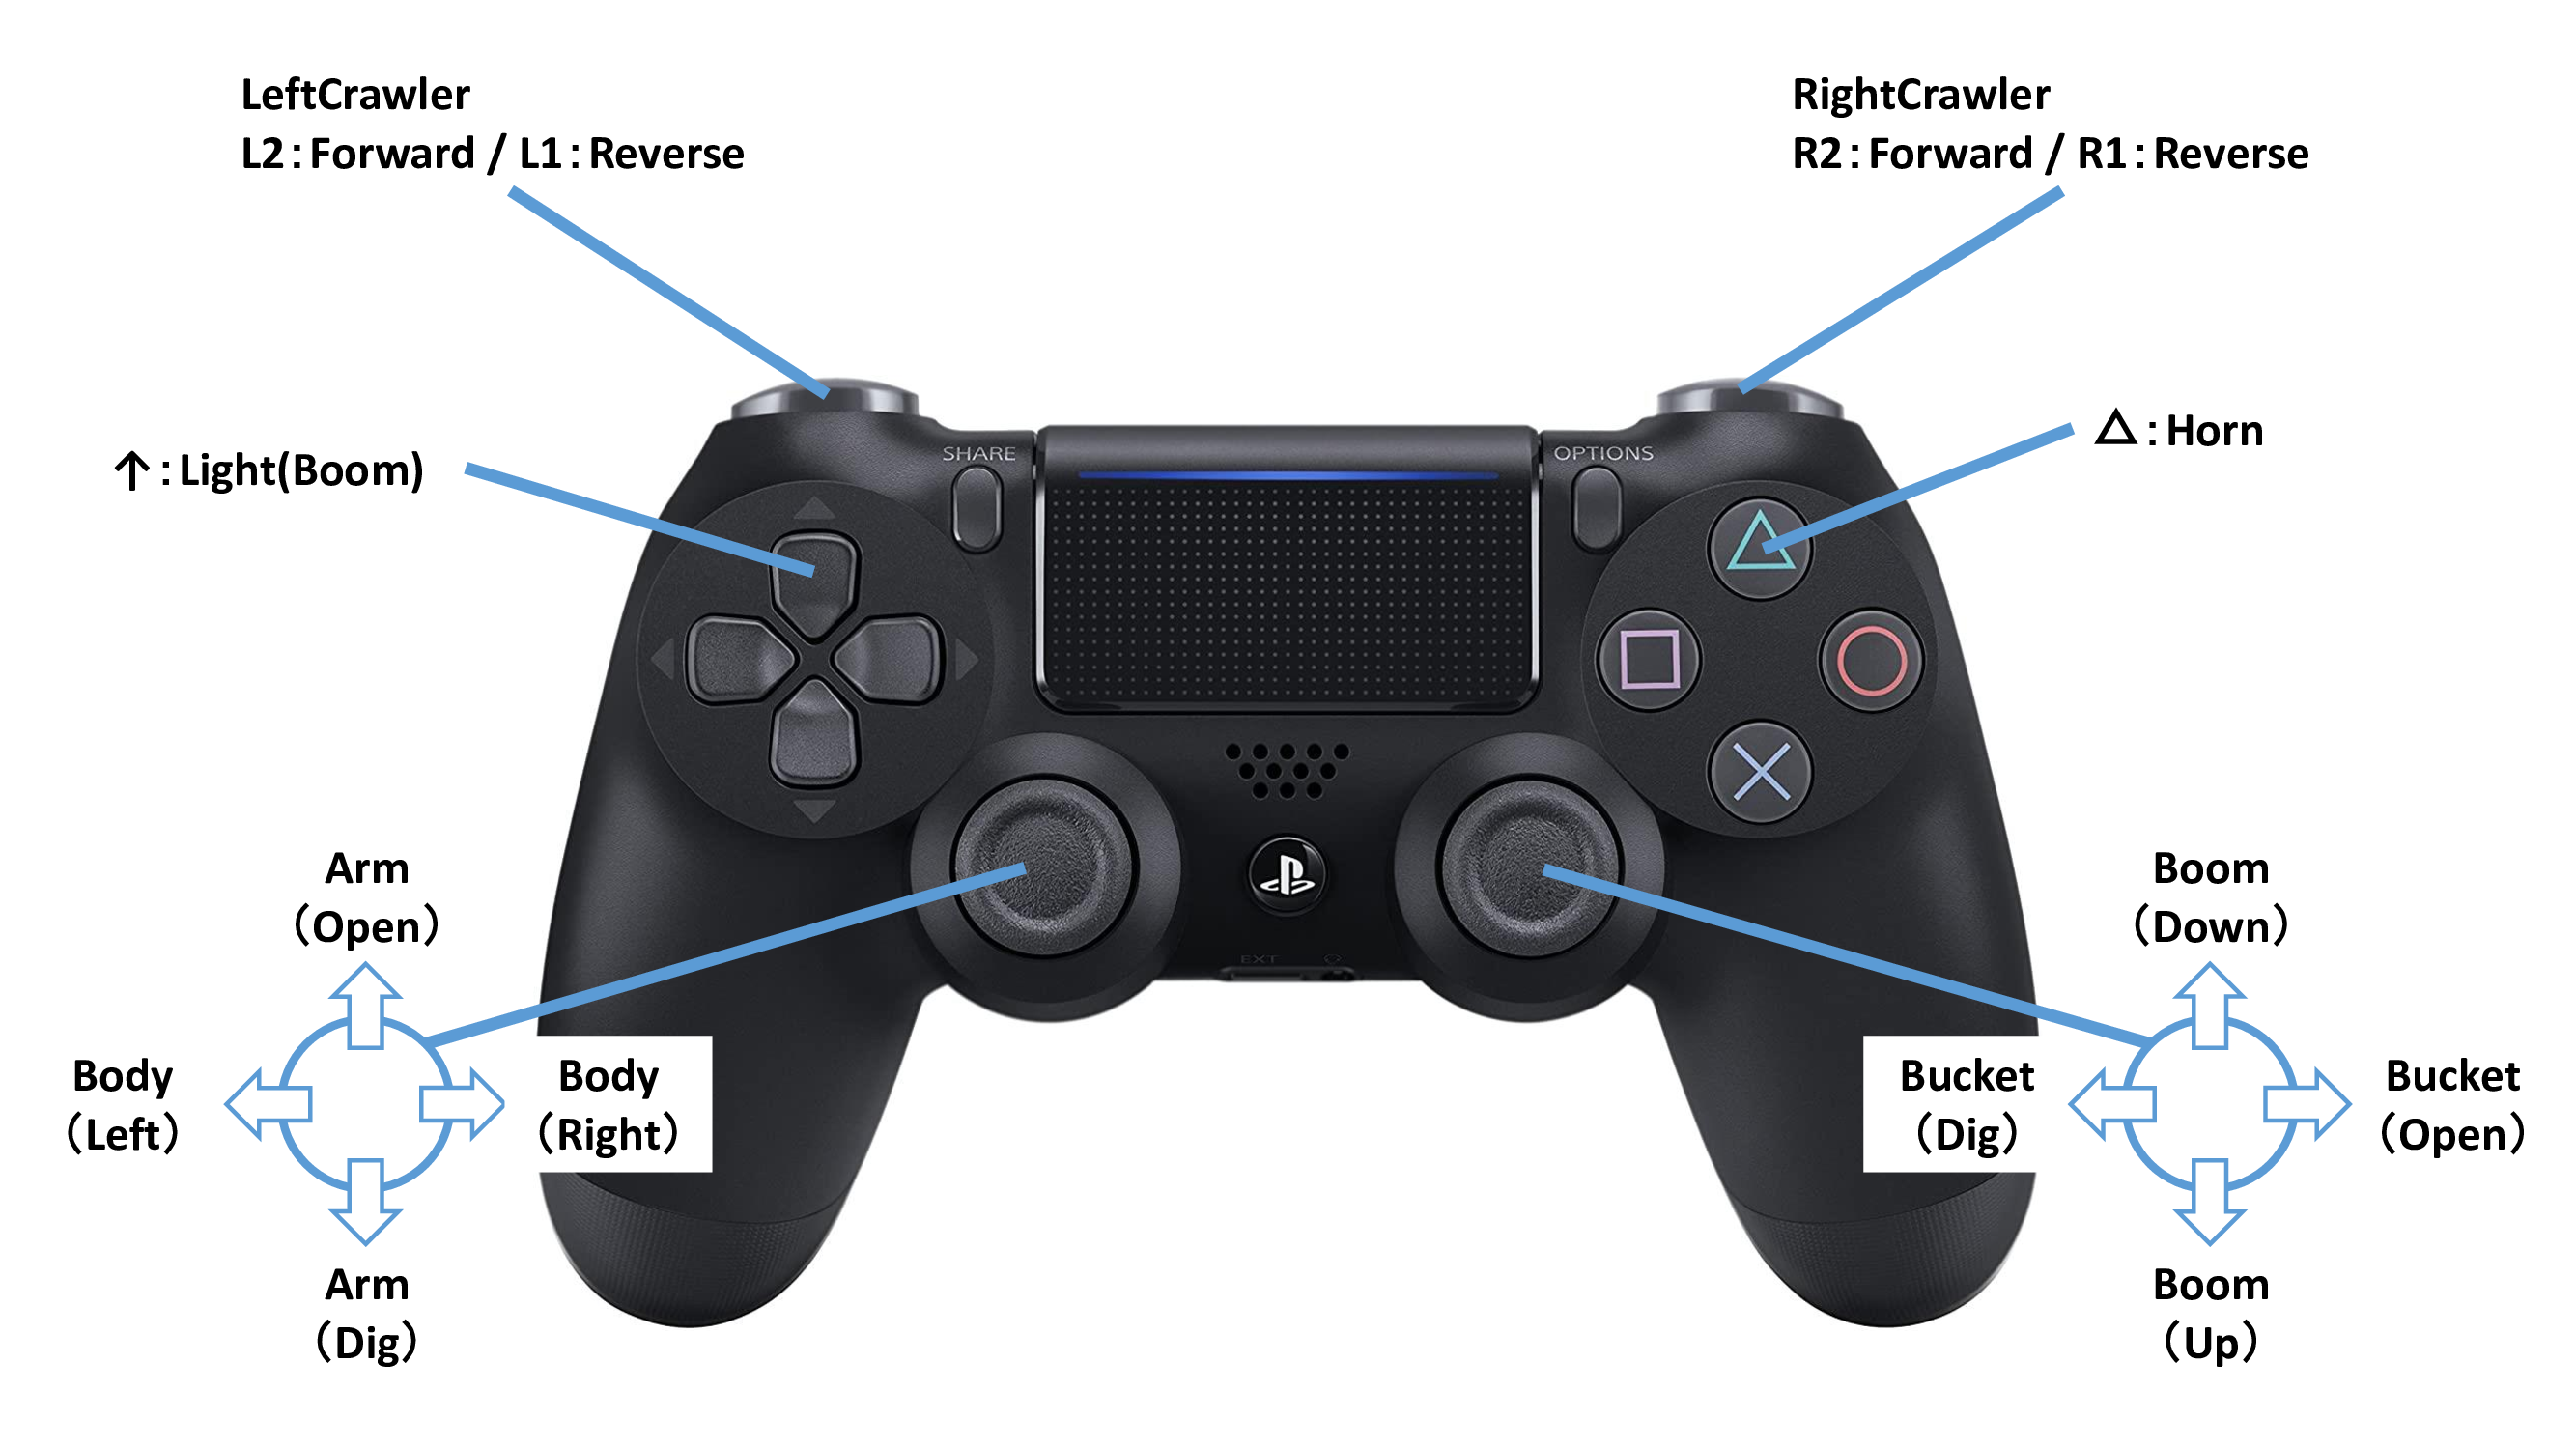 LeftCrawler
L2：Forward / L1：Reverse
RightCrawler
R2：Forward / R1：Reverse
↑：Light(Boom)
△：Horn
SHARE
OPTIONS
EXT
Arm
（Open）
Body
（Left）
Body
（Right）
Arm
（Dig）
Boom
（Down）
Bucket
（Dig）
Bucket
（Open）
Boom
（Up）